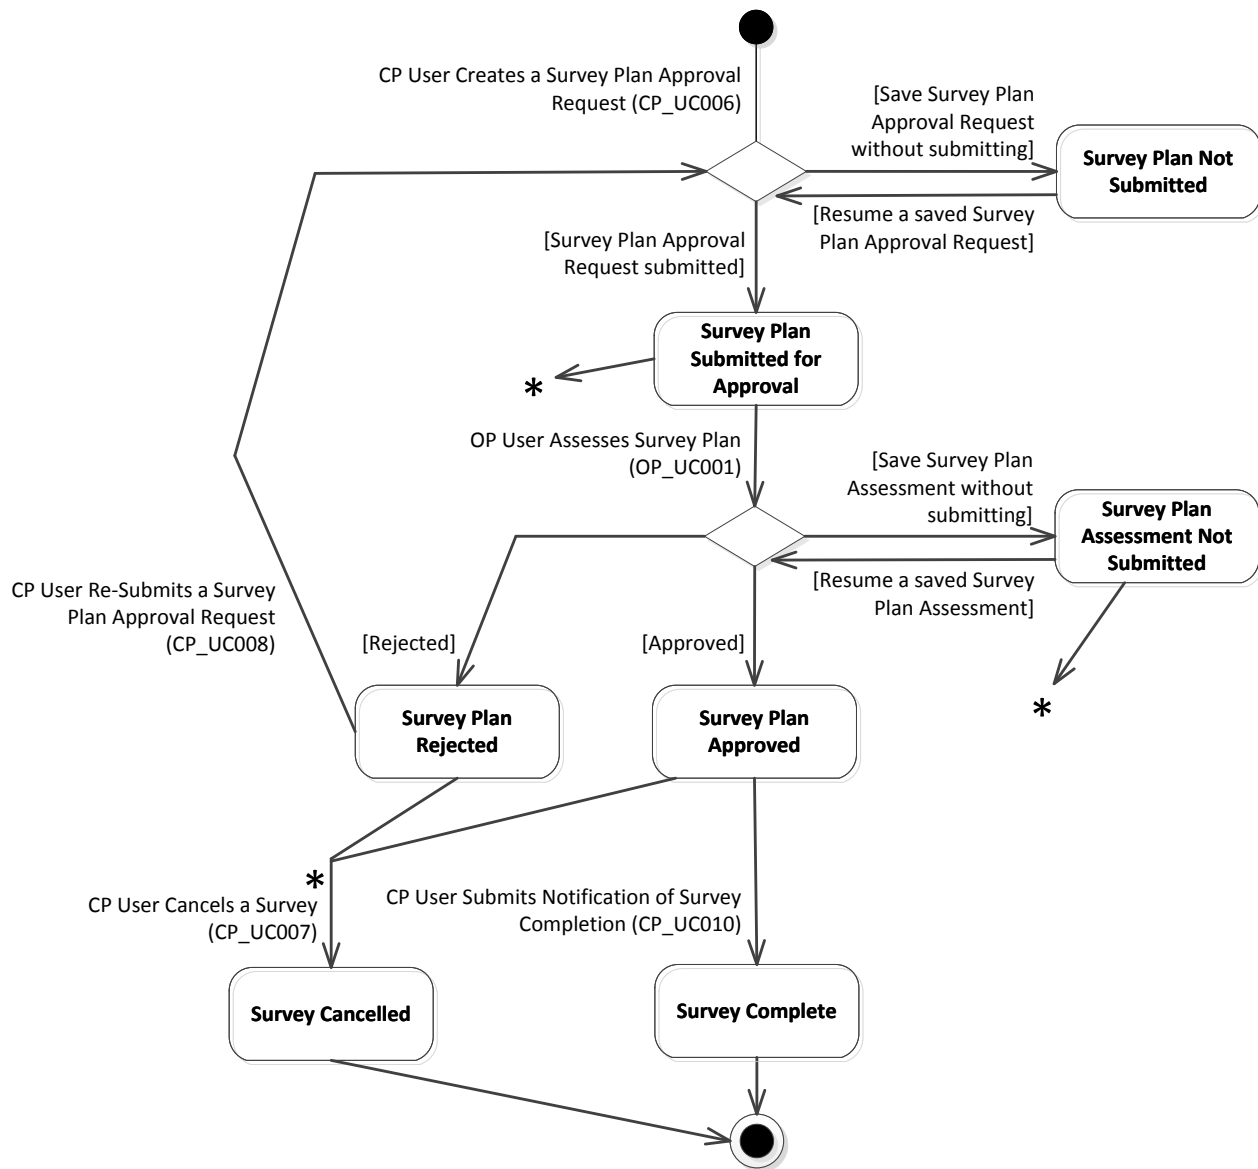 CP User Creates a Survey Plan Approval
Request (CP_UC006)
[Save Survey Plan
Approval Request
without submitting]
Survey Plan Not
Submitted
[Resume a saved Survey
Plan Approval Request]
[Survey Plan Approval
Request submitted]
Survey Plan
Submitted for
Approval
*
OP User Assesses Survey Plan
(OP_UC001)
[Save Survey Plan
Assessment without
submitting]
Survey Plan
Assessment Not
Submitted
[Resume a saved Survey
Plan Assessment]
*
CP User Re-Submits a Survey
Plan Approval Request
(CP_UC008)
[Rejected]
[Approved]
Survey Plan
Rejected
Survey Plan
Approved
*
CP User Cancels a Survey
(CP_UC007)
CP User Submits Notification of Survey
Completion (CP_UC010)
Survey Cancelled
Survey Complete